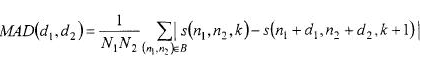 MAD(d₁,d₂) = 1/(N₁N₂) ∑_{(n₁,n₂)∈B} | s(n₁,n₂,k) − s(n₁+d₁,n₂+d₂,k+1) |